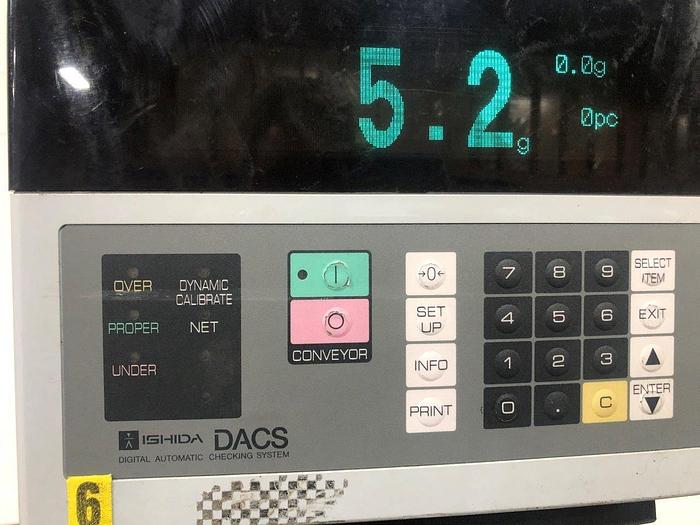 5.2g
0.0g
0pc
OVER
DYNAMIC
CALIBRATE
PROPER
NET
UNDER
I
O
CONVEYOR
→0←
SET
UP
INFO
PRINT
7 8 9
4 5 6
1 2 3
0 . C
SELECT
ITEM
EXIT
▲
ENTER
▼
ISHIDA DACS
DIGITAL AUTOMATIC CHECKING SYSTEM
6